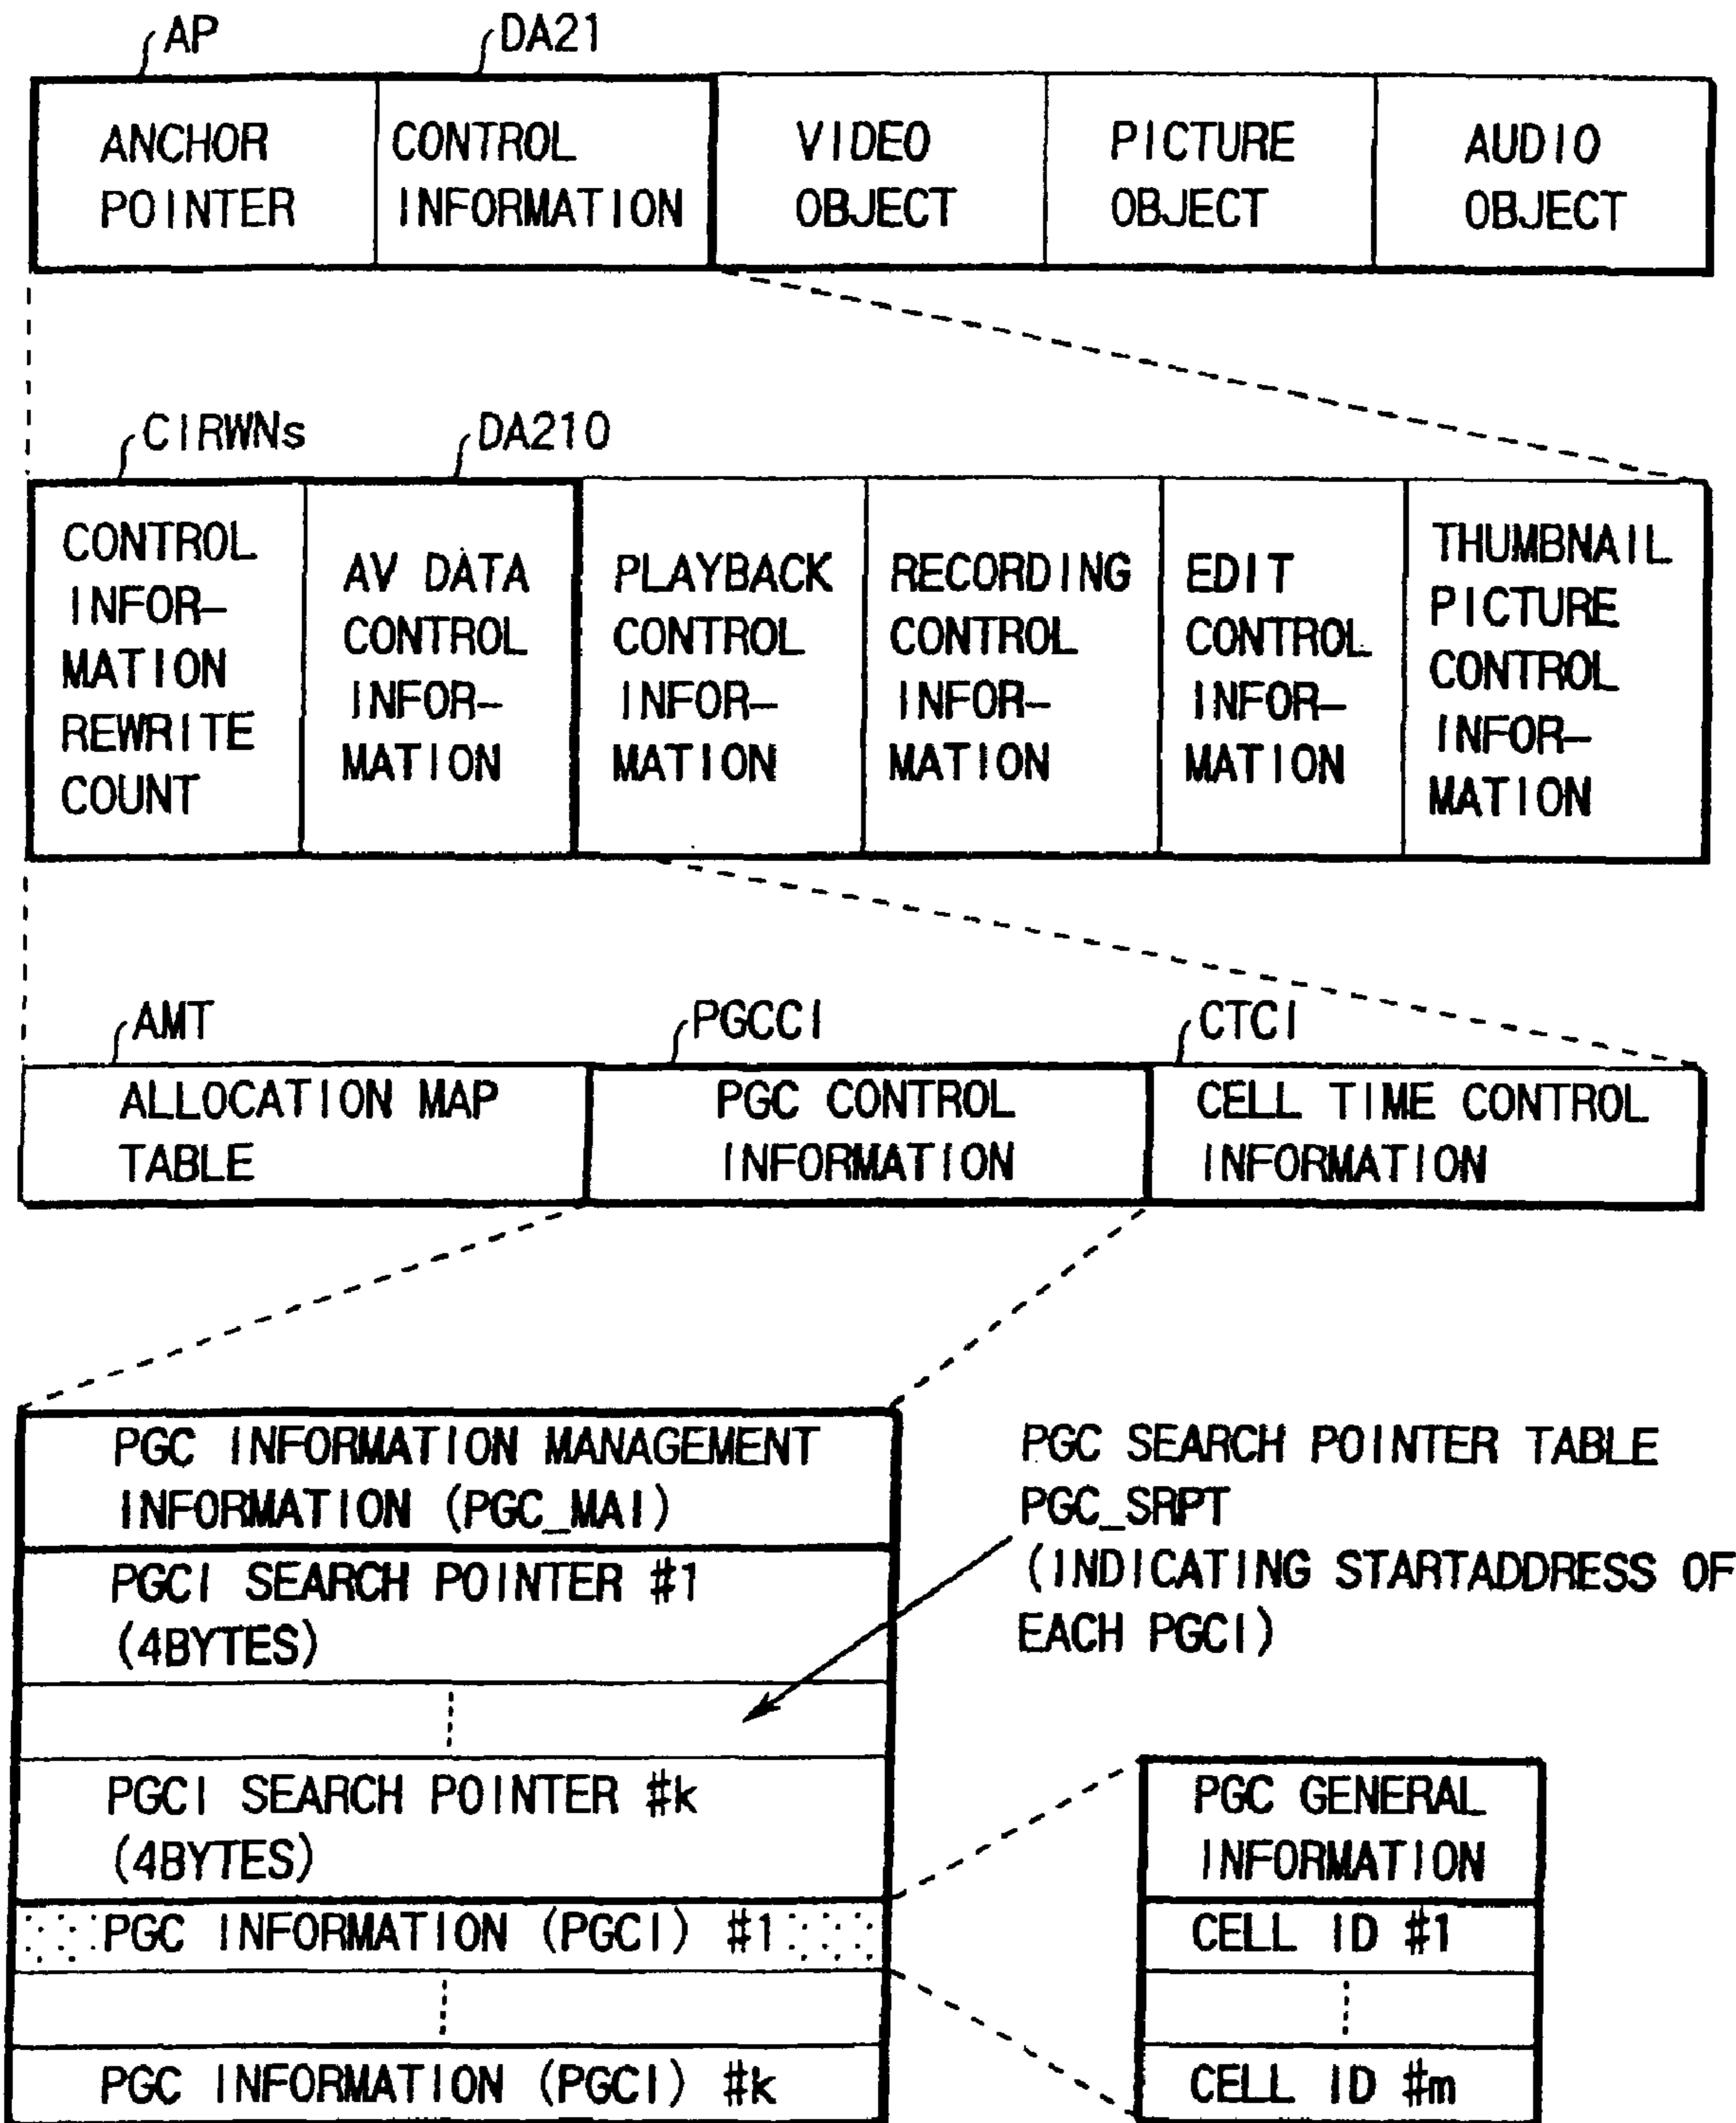 AP
DA21
ANCHOR
POINTER
CONTROL
INFORMATION
VIDEO
OBJECT
PICTURE
OBJECT
AUDIO
OBJECT
CIRWNs
DA210
CONTROL
INFOR-
MATION
REWRITE
COUNT
AV DATA
CONTROL
INFOR-
MATION
PLAYBACK
CONTROL
INFOR-
MATION
RECORDING
CONTROL
INFOR-
MATION
EDIT
CONTROL
INFOR-
MATION
THUMBNAIL
PICTURE
CONTROL
INFOR-
MATION
AMT
PGCCI
CTCI
ALLOCATION MAP
TABLE
PGC CONTROL
INFORMATION
CELL TIME CONTROL
INFORMATION
PGC INFORMATION MANAGEMENT
INFORMATION (PGC_MAI)
PGCI SEARCH POINTER #1
(4BYTES)
PGCI SEARCH POINTER #k
(4BYTES)
PGC INFORMATION (PGCI) #1
PGC INFORMATION (PGCI) #k
PGC SEARCH POINTER TABLE
PGC_SRPT
(INDICATING STARTADDRESS OF
EACH PGCI)
PGC GENERAL
INFORMATION
CELL ID #1
CELL ID #m